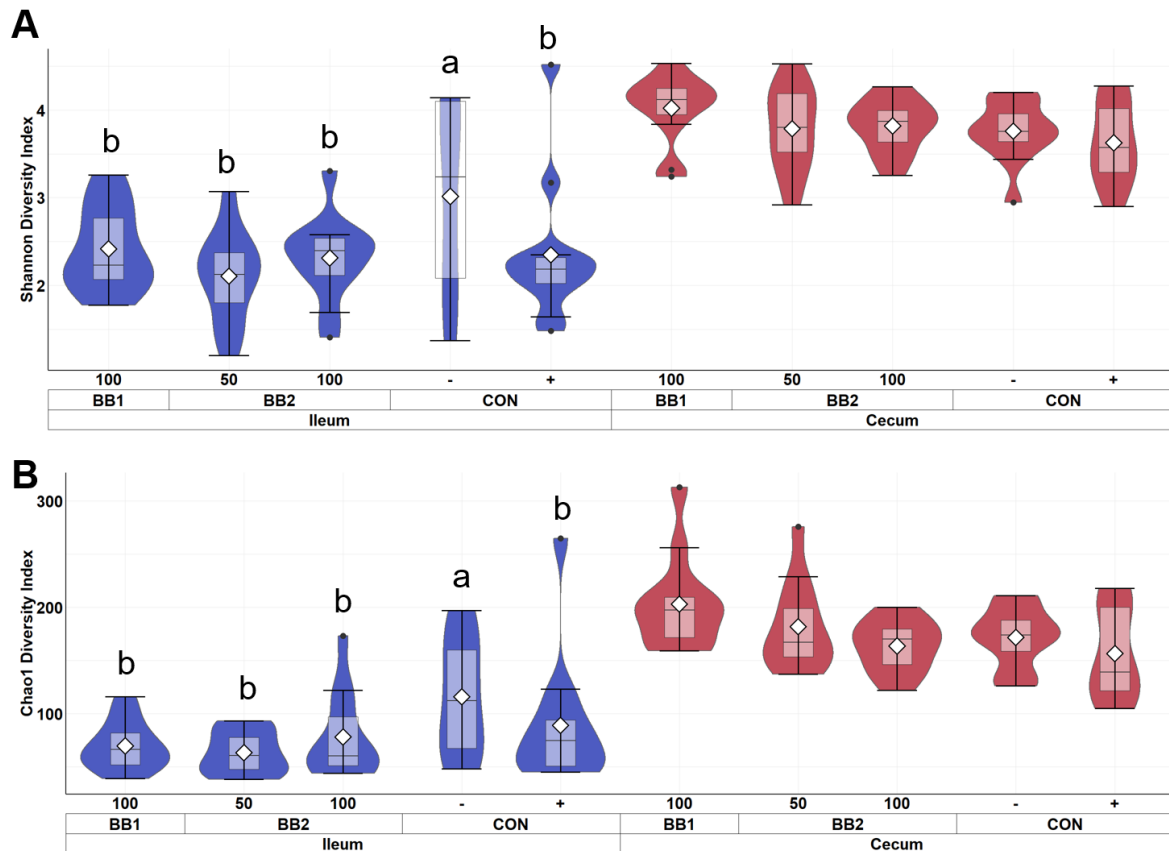 A
b
a
b b
b
Shannon Diversity Index
4
3
2
100 50 100 - + 100 50 100 - +
BB1 BB2 CON BB1 BB2 CON
Ileum Cecum
B
b
a
b
b b
Chao1 Diversity Index
300
200
100
100 50 100 - + 100 50 100 - +
BB1 BB2 CON BB1 BB2 CON
Ileum Cecum